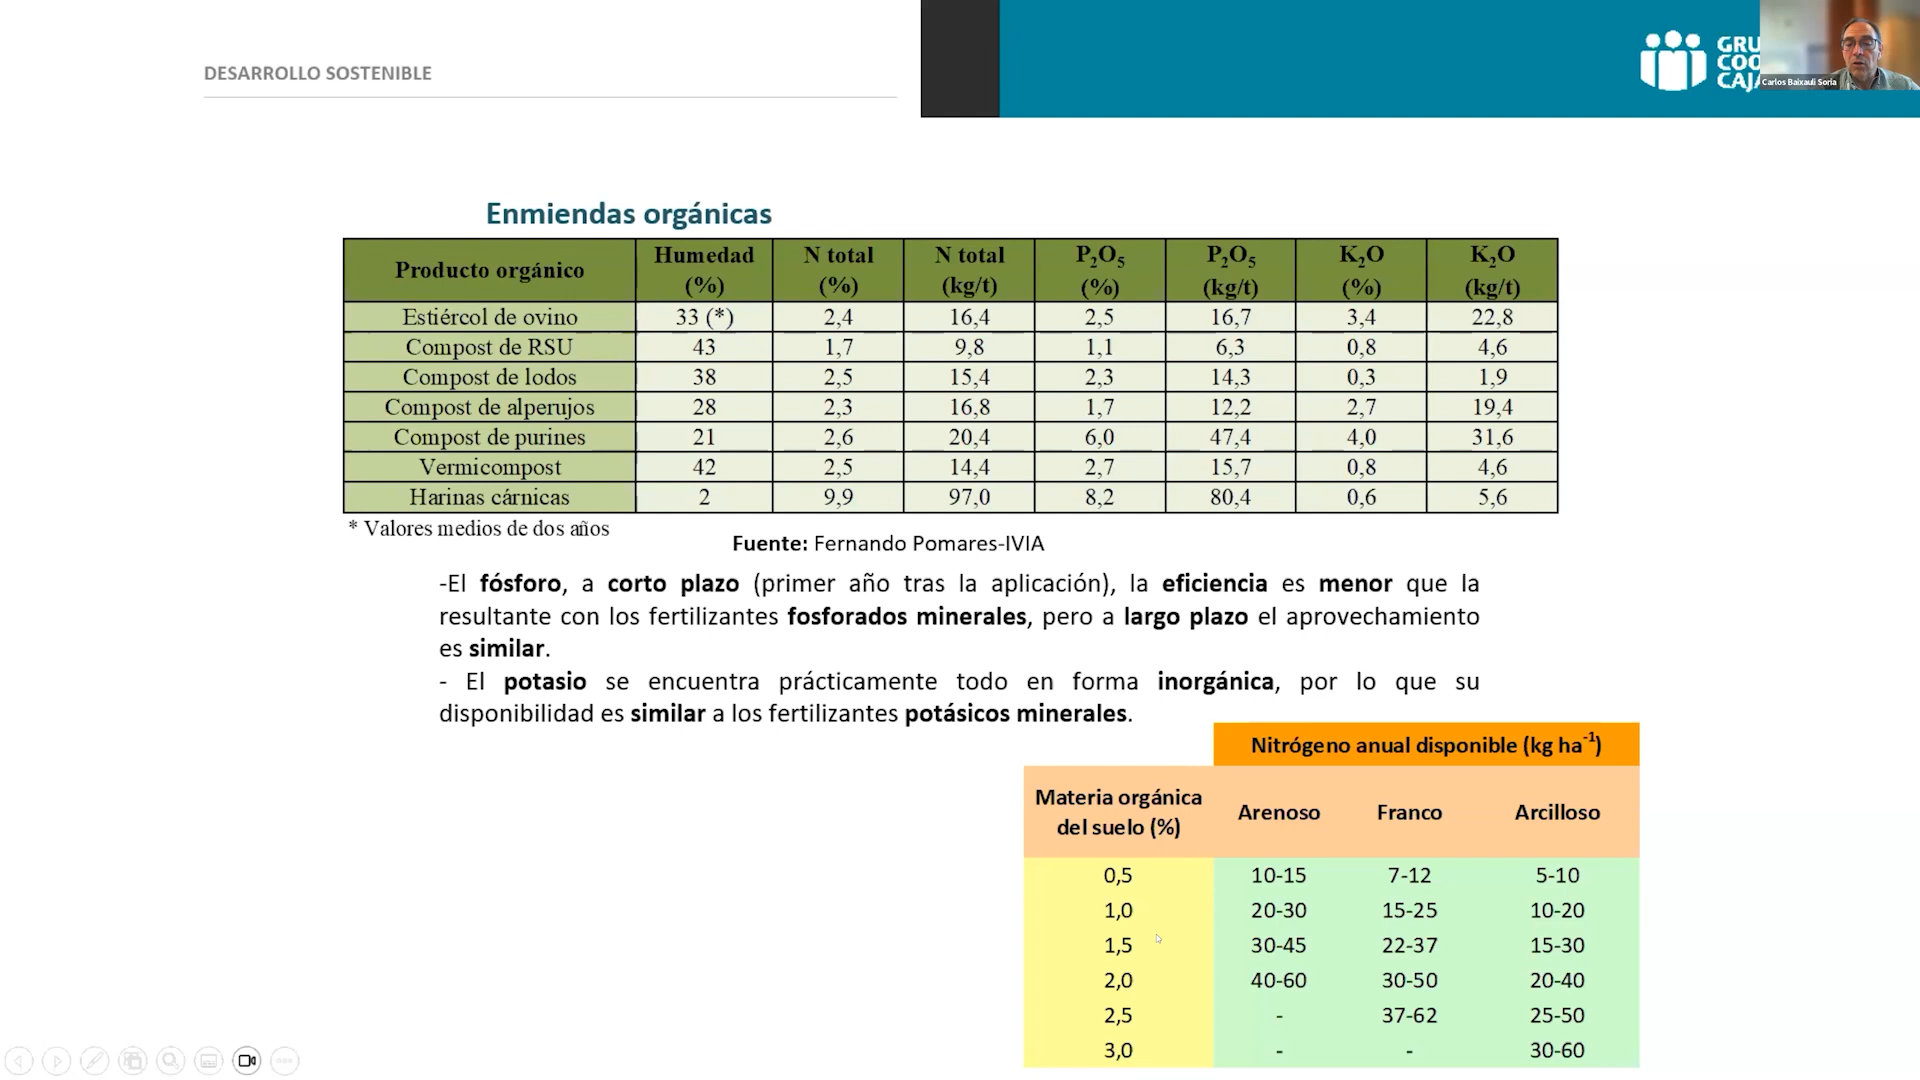 DESARROLLO SOSTENIBLE
GRU
COO
CAJ
Carlos Baixauli Soria
Enmiendas orgánicas
Producto orgánico Humedad (%) N total (%) N total (kg/t) P₂O₅ (%) P₂O₅ (kg/t) K₂O (%) K₂O (kg/t)
Estiércol de ovino 33 (*) 2,4 16,4 2,5 16,7 3,4 22,8
Compost de RSU 43 1,7 9,8 1,1 6,3 0,8 4,6
Compost de lodos 38 2,5 15,4 2,3 14,3 0,3 1,9
Compost de alperujos 28 2,3 16,8 1,7 12,2 2,7 19,4
Compost de purines 21 2,6 20,4 6,0 47,4 4,0 31,6
Vermicompost 42 2,5 14,4 2,7 15,7 0,8 4,6
Harinas cárnicas 2 9,9 97,0 8,2 80,4 0,6 5,6
* Valores medios de dos años
Fuente: Fernando Pomares-IVIA
-El fósforo, a corto plazo (primer año tras la aplicación), la eficiencia es menor que la
resultante con los fertilizantes fosforados minerales, pero a largo plazo el aprovechamiento
es similar.
- El potasio se encuentra prácticamente todo en forma inorgánica, por lo que su
disponibilidad es similar a los fertilizantes potásicos minerales.
Nitrógeno anual disponible (kg ha⁻¹)
Materia orgánica del suelo (%) Arenoso Franco Arcilloso
0,5 10-15 7-12 5-10
1,0 20-30 15-25 10-20
1,5 30-45 22-37 15-30
2,0 40-60 30-50 20-40
2,5 - 37-62 25-50
3,0 - - 30-60